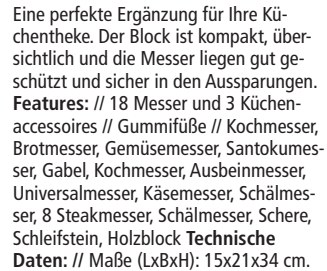 Eine perfekte Ergänzung für Ihre Kü-
chentheke. Der Block ist kompakt, über-
sichtlich und die Messer liegen gut ge-
schützt und sicher in den Aussparungen.
Features: // 18 Messer und 3 Küchen-
accessoires // Gummifüße // Kochmesser,
Brotmesser, Gemüsemesser, Santokumes-
ser, Gabel, Kochmesser, Ausbeinmesser,
Universalmesser, Käsemesser, Schälmes-
ser, 8 Steakmesser, Schälmesser, Schere,
Schleifstein, Holzblock Technische
Daten: // Maße (LxBxH): 15x21x34 cm.